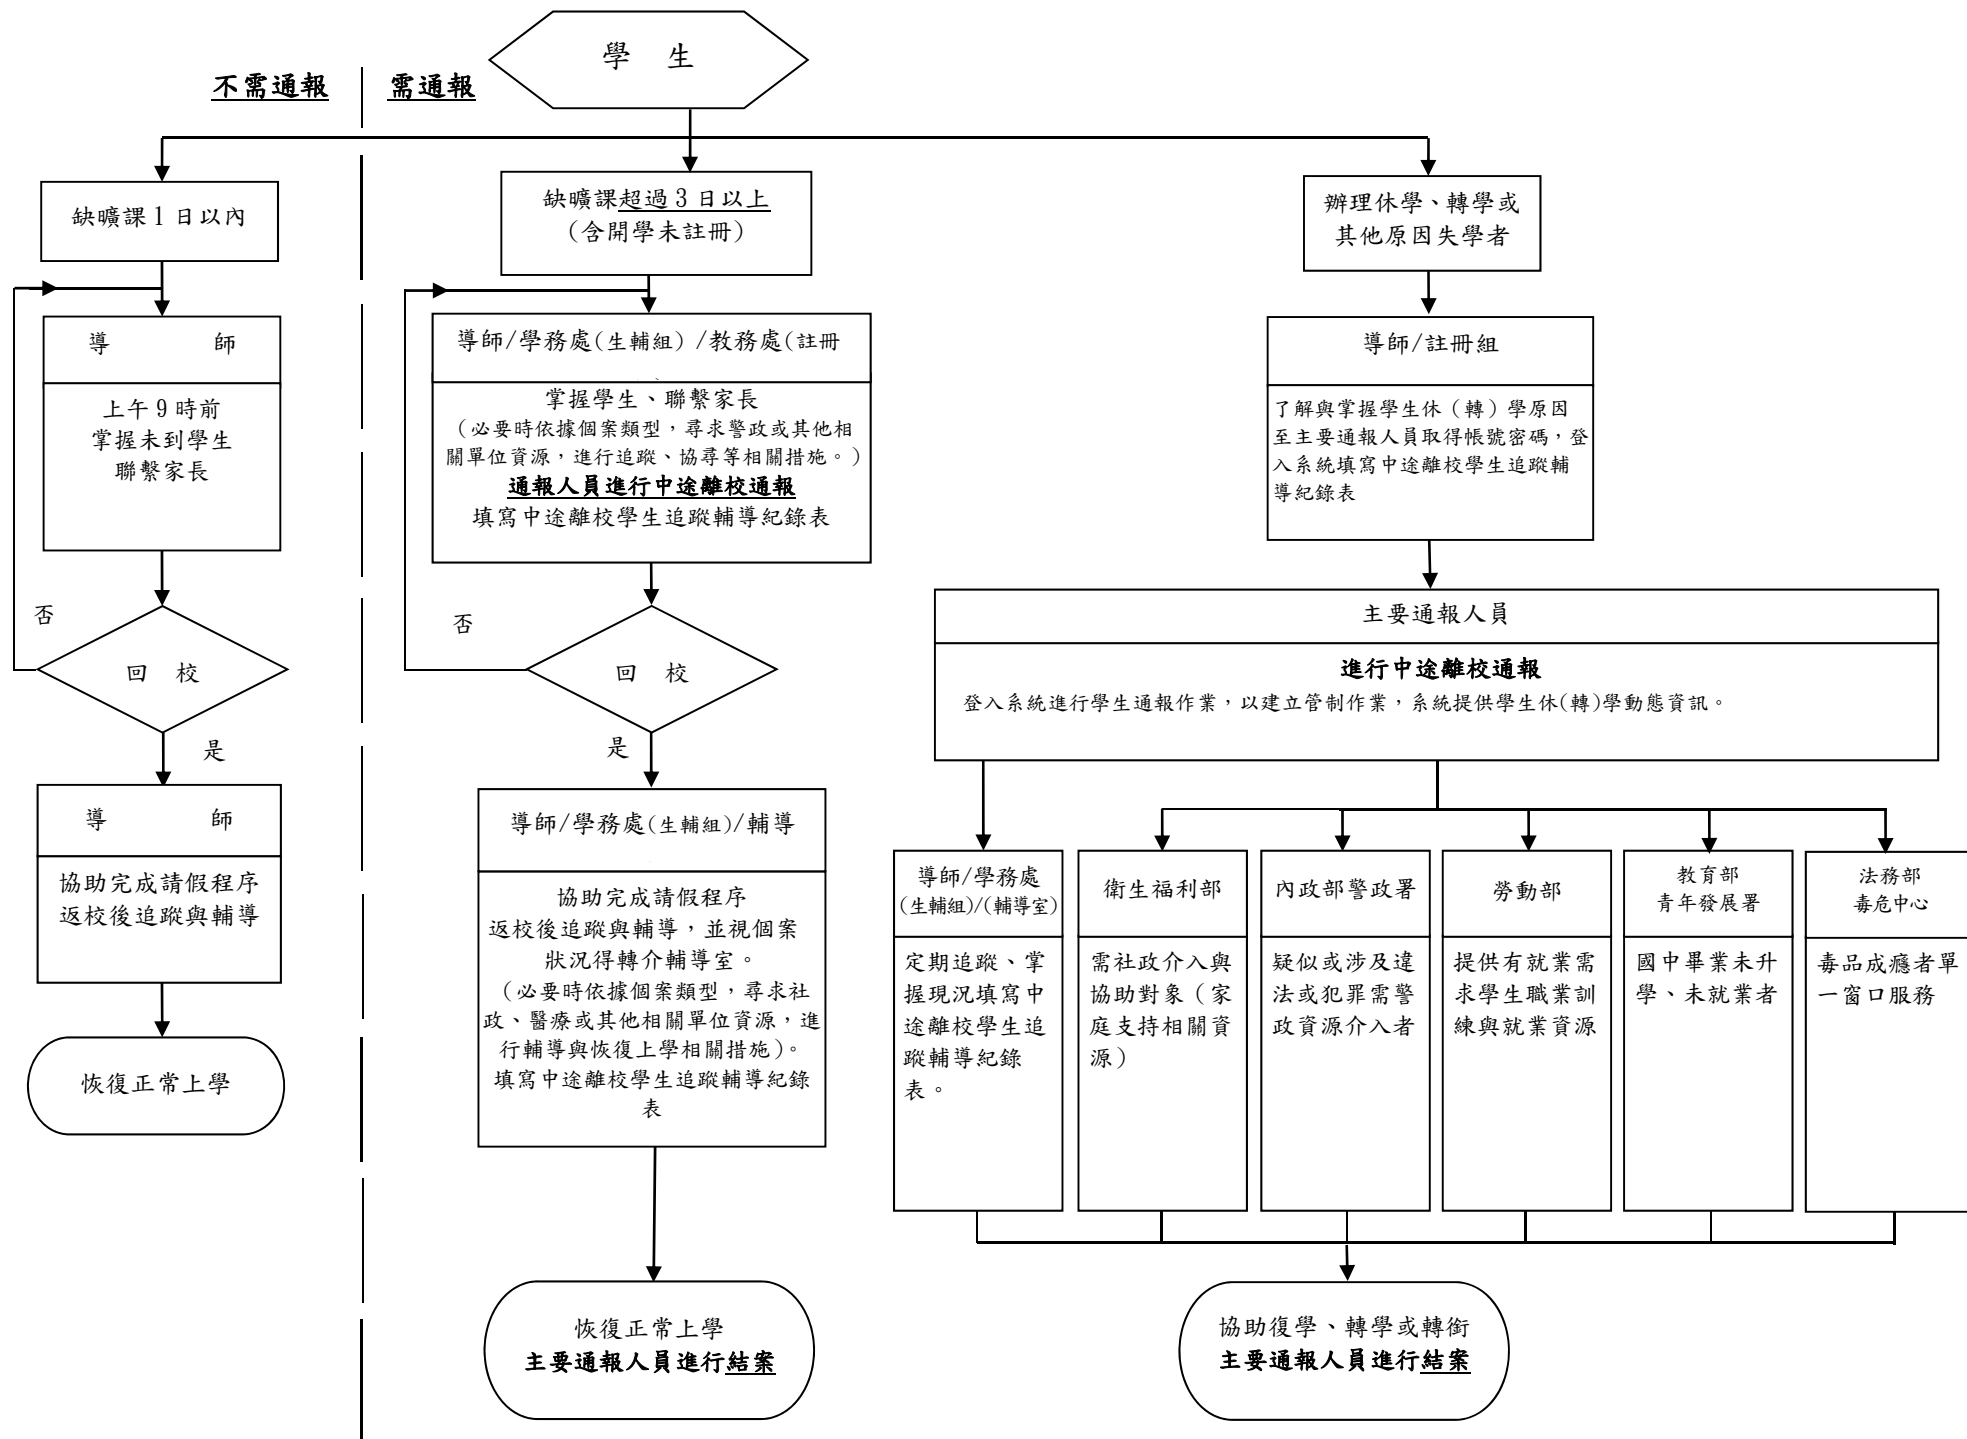 學 生
不需通報
需通報
缺曠課 1 日以內
導 師
上午 9 時前
掌握未到學生
聯繫家長
否
回 校
是
導 師
協助完成請假程序
返校後追蹤與輔導
恢復正常上學
缺曠課超過 3 日以上
(含開學未註冊)
導師/學務處(生輔組) /教務處(註冊
掌握學生、聯繫家長
(必要時依據個案類型,尋求警政或其他相
關單位資源,進行追蹤、協尋等相關措施。)
通報人員進行中途離校通報
填寫中途離校學生追蹤輔導紀錄表
否
回 校
是
導師/學務處(生輔組)/輔導
協助完成請假程序
返校後追蹤與輔導,並視個案
狀況得轉介輔導室。
(必要時依據個案類型,尋求社
政、醫療或其他相關單位資源,進
行輔導與恢復上學相關措施)。
填寫中途離校學生追蹤輔導紀錄
表
恢復正常上學
主要通報人員進行結案
辦理休學、轉學或
其他原因失學者
導師/註冊組
了解與掌握學生休(轉)學原因
至主要通報人員取得帳號密碼,登
入系統填寫中途離校學生追蹤輔
導紀錄表
主要通報人員
進行中途離校通報
登入系統進行學生通報作業,以建立管制作業,系統提供學生休(轉)學動態資訊。
導師/學務處
(生輔組)/(輔導室)
定期追蹤、掌
握現況填寫中
途離校學生追
蹤輔導紀錄
表。
衛生福利部
需社政介入與
協助對象(家
庭支持相關資
源)
內政部警政署
疑似或涉及違
法或犯罪需警
政資源介入者
勞動部
提供有就業需
求學生職業訓
練與就業資源
教育部
青年發展署
國中畢業未升
學、未就業者
法務部
毒危中心
毒品成癮者單
一窗口服務
協助復學、轉學或轉銜
主要通報人員進行結案